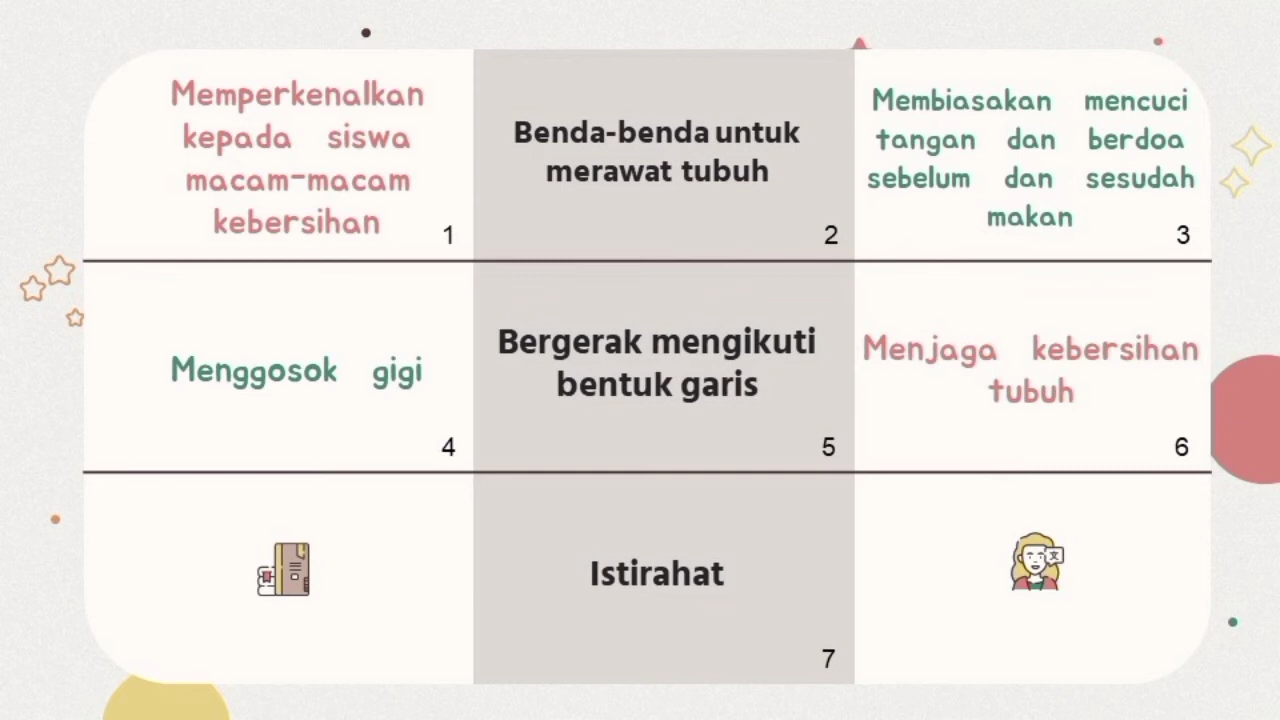 Memperkenalkan
kepada siswa
macam-macam
kebersihan
1
Benda-benda untuk
merawat tubuh
2
Membiasakan mencuci
tangan dan berdoa
sebelum dan sesudah
makan
3
Menggosok gigi
4
Bergerak mengikuti
bentuk garis
5
Menjaga kebersihan
tubuh
6
Istirahat
7
文